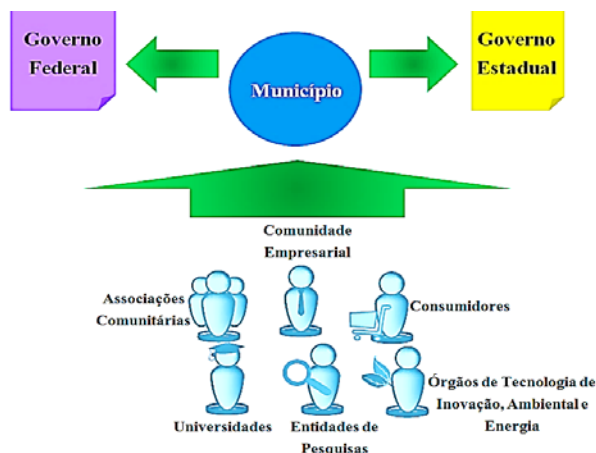 Governo
Federal
Município
Governo
Estadual
Comunidade
Empresarial
Associações
Comunitárias
Consumidores
Universidades
Entidades de
Pesquisas
Órgãos de Tecnologia de
Inovação, Ambiental e
Energia